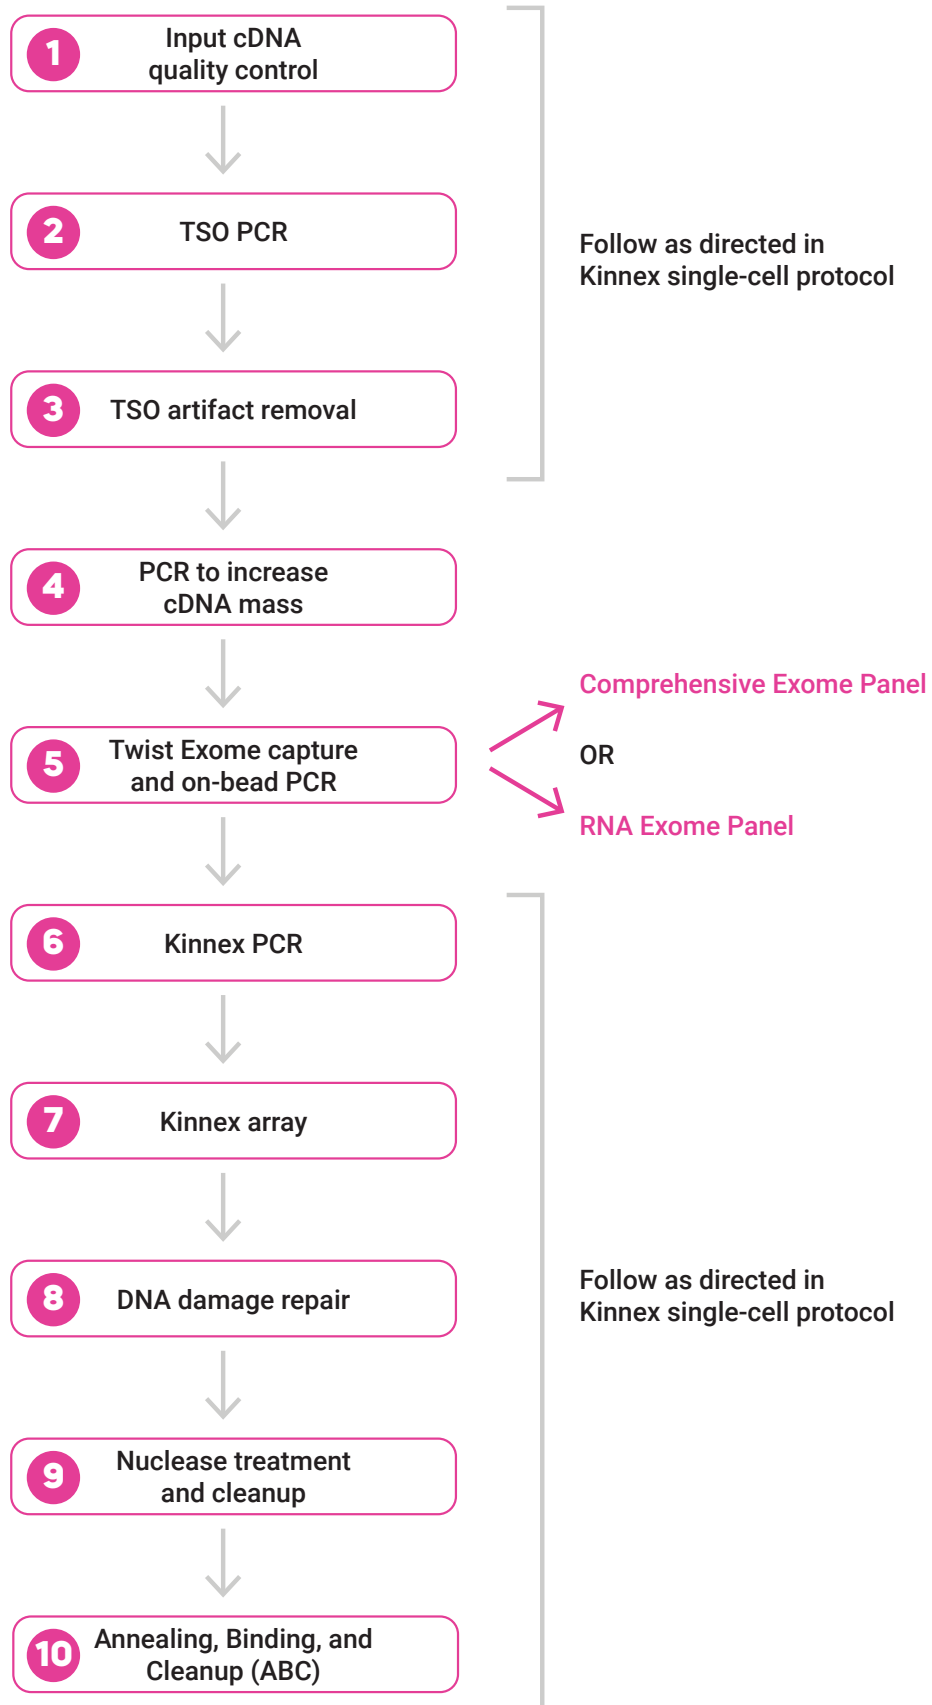 1
Input cDNA
quality control
2
TSO PCR
Follow as directed in
Kinnex single-cell protocol
3
TSO artifact removal
4
PCR to increase
cDNA mass
Comprehensive Exome Panel
5
Twist Exome capture
and on-bead PCR
OR
RNA Exome Panel
6
Kinnex PCR
7
Kinnex array
8
DNA damage repair
Follow as directed in
Kinnex single-cell protocol
9
Nuclease treatment
and cleanup
10
Annealing, Binding, and
Cleanup (ABC)